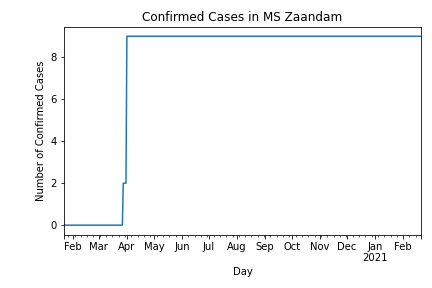 Confirmed Cases in MS Zaandam
Number of Confirmed Cases
8
6
4
2
0
Feb Mar Apr May Jun Jul Aug Sep Oct Nov Dec Jan Feb
2021
Day